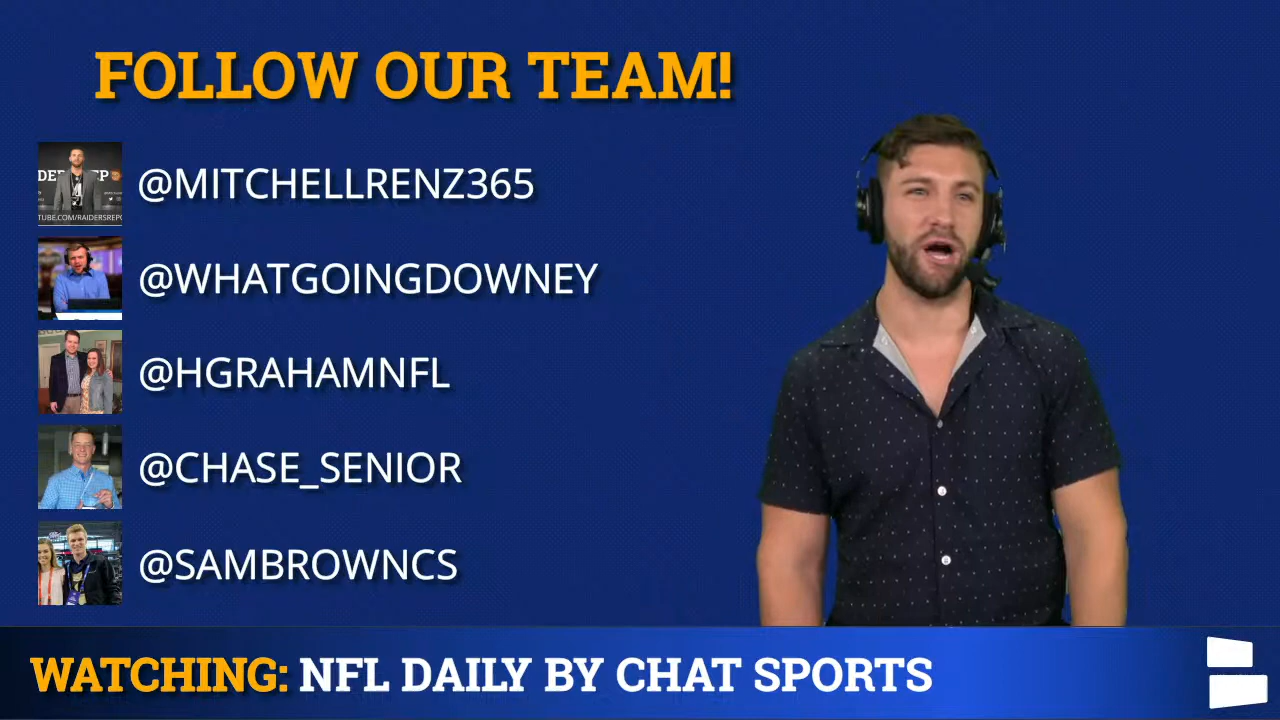 FOLLOW OUR TEAM!
@MITCHELLRENZ365
@WHATGOINGDOWNEY
@HGRAHAMNFL
@CHASE_SENIOR
@SAMBROWNCS
WATCHING: NFL DAILY BY CHAT SPORTS